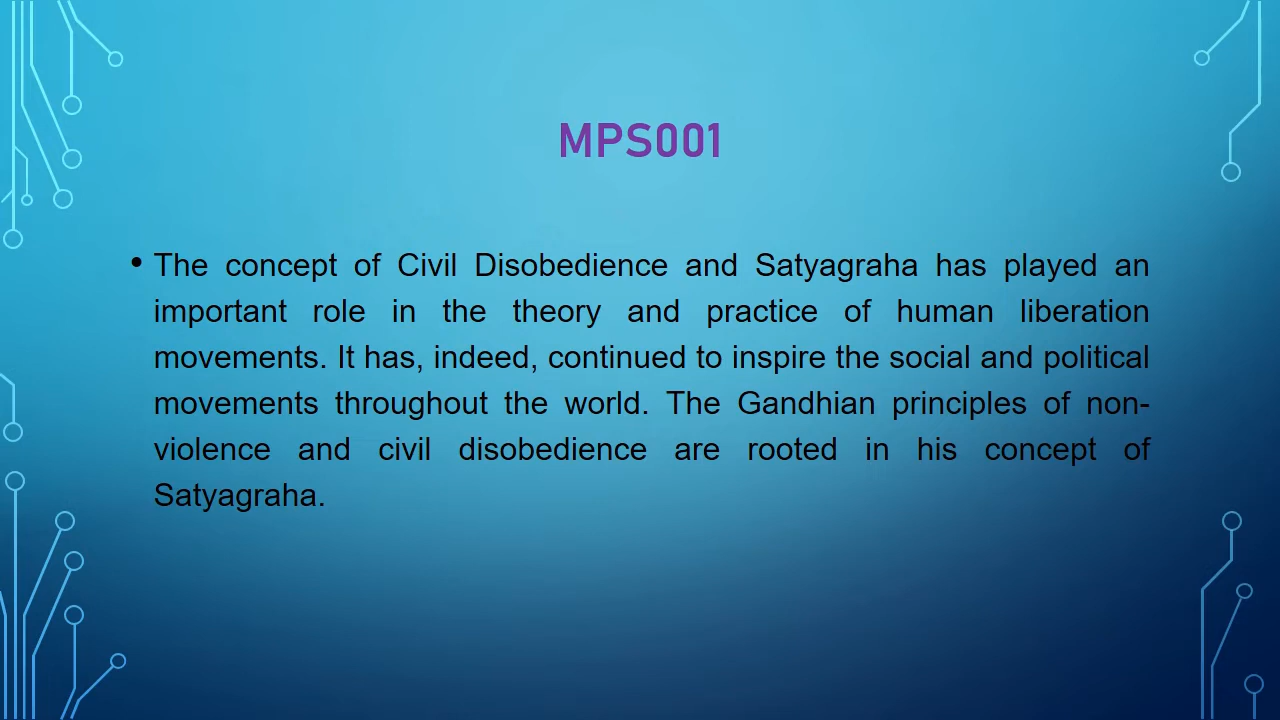 MPS001
• The concept of Civil Disobedience and Satyagraha has played an
important role in the theory and practice of human liberation
movements. It has, indeed, continued to inspire the social and political
movements throughout the world. The Gandhian principles of non-
violence and civil disobedience are rooted in his concept of
Satyagraha.